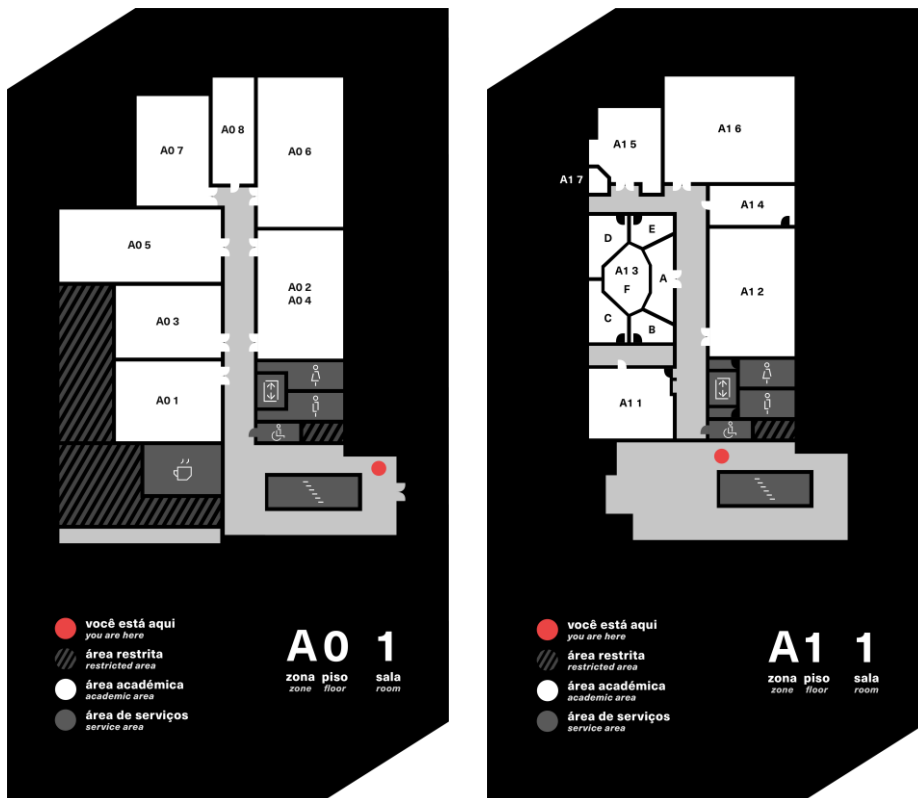 A0 8
A0 7
A0 6
A0 5
A0 2
A0 4
A0 3
A0 1
você está aqui
you are here
área restrita
restricted area
área académica
academic area
área de serviços
service area
A0 1
zona piso sala
zone floor room
A1 6
A1 5
A1 7
A1 4
D
E
A1 3
A
F
A1 2
C
B
A1 1
você está aqui
you are here
área restrita
restricted area
área académica
academic area
área de serviços
service area
A1 1
zona piso sala
zone floor room